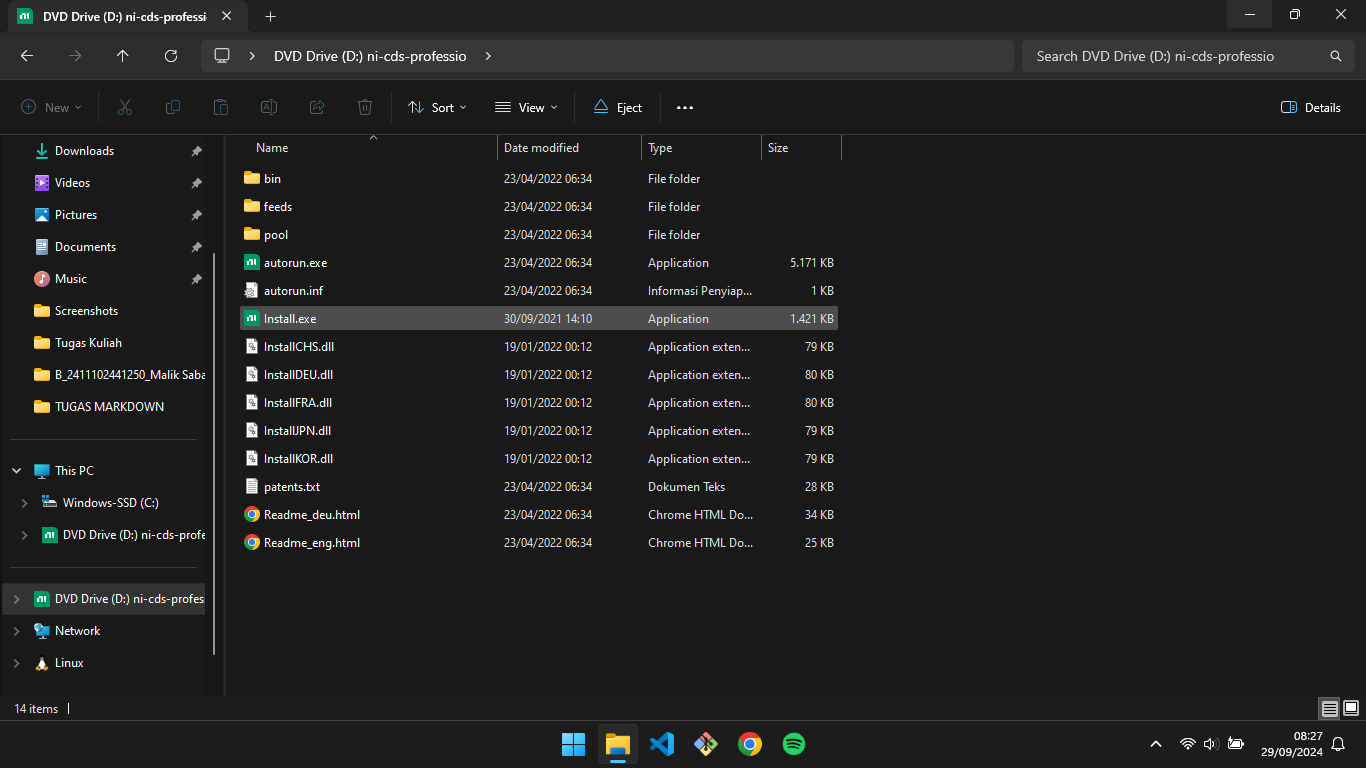 DVD Drive (D:) ni-cds-professi
DVD Drive (D:) ni-cds-professio
Search DVD Drive (D:) ni-cds-professio
New
Sort
View
Eject
Details
Downloads
Videos
Pictures
Documents
Music
Screenshots
Tugas Kuliah
B_2411102441250_Malik Saba
TUGAS MARKDOWN
This PC
Windows-SSD (C:)
DVD Drive (D:) ni-cds-profe
DVD Drive (D:) ni-cds-profes
Network
Linux
Name Date modified Type Size
bin 23/04/2022 06:34 File folder
feeds 23/04/2022 06:34 File folder
pool 23/04/2022 06:34 File folder
autorun.exe 23/04/2022 06:34 Application 5.171 KB
autorun.inf 23/04/2022 06:34 Informasi Penyiap... 1 KB
Install.exe 30/09/2021 14:10 Application 1.421 KB
InstallCHS.dll 19/01/2022 00:12 Application exten... 79 KB
InstallDEU.dll 19/01/2022 00:12 Application exten... 80 KB
InstallFRA.dll 19/01/2022 00:12 Application exten... 80 KB
InstallJPN.dll 19/01/2022 00:12 Application exten... 79 KB
InstallKOR.dll 19/01/2022 00:12 Application exten... 79 KB
patents.txt 23/04/2022 06:34 Dokumen Teks 28 KB
Readme_deu.html 23/04/2022 06:34 Chrome HTML Do... 34 KB
Readme_eng.html 23/04/2022 06:34 Chrome HTML Do... 25 KB
14 items
08:27
29/09/2024